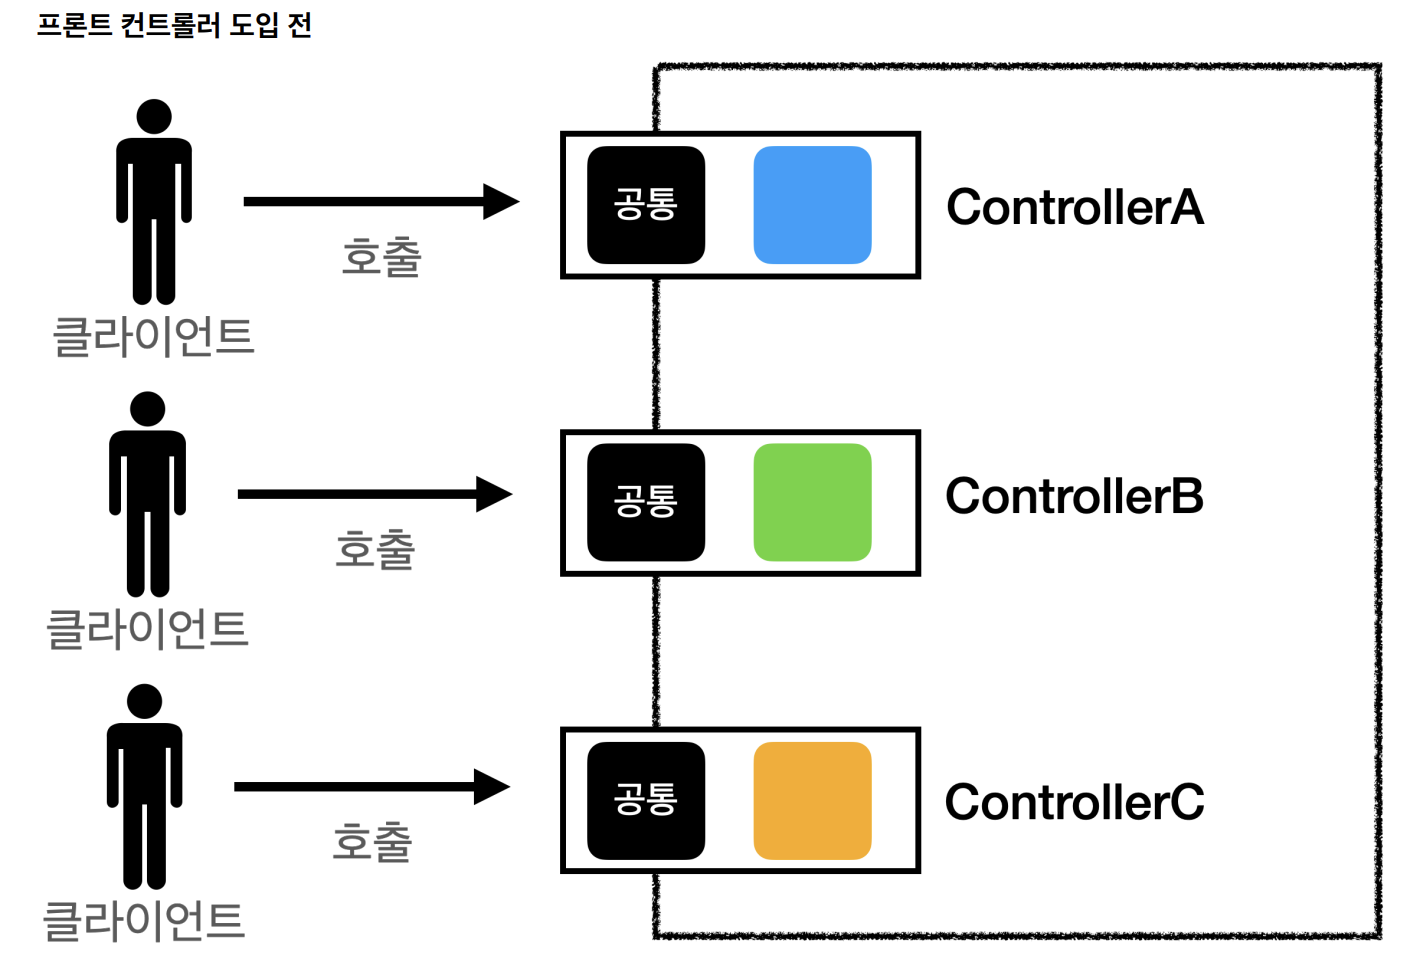 프론트 컨트롤러 도입 전
호출
공통
ControllerA
클라이언트
호출
공통
ControllerB
클라이언트
호출
공통
ControllerC
클라이언트